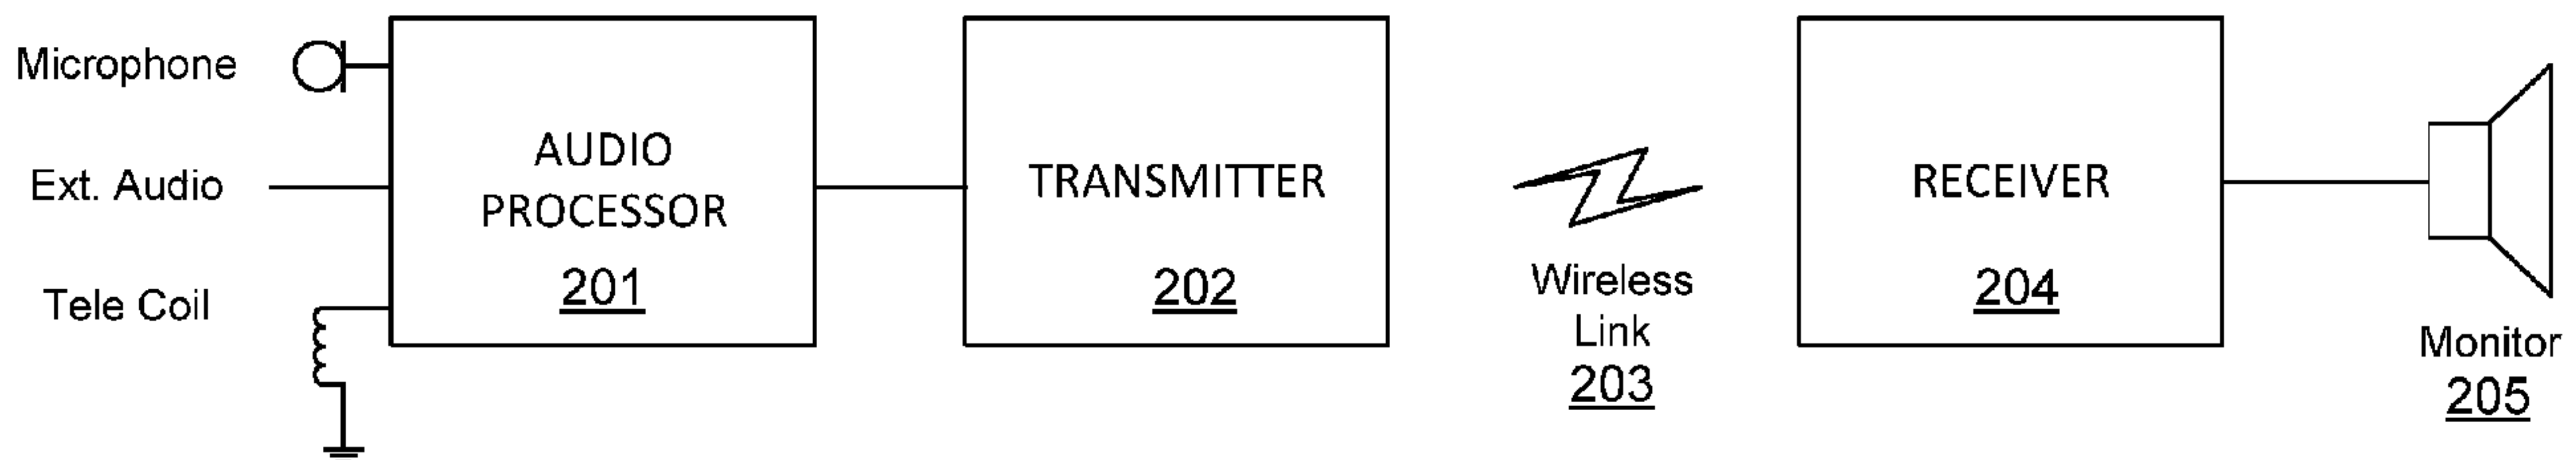 Microphone
Ext. Audio
Tele Coil
AUDIO
PROCESSOR
201
TRANSMITTER
202
Wireless
Link
203
RECEIVER
204
Monitor
205